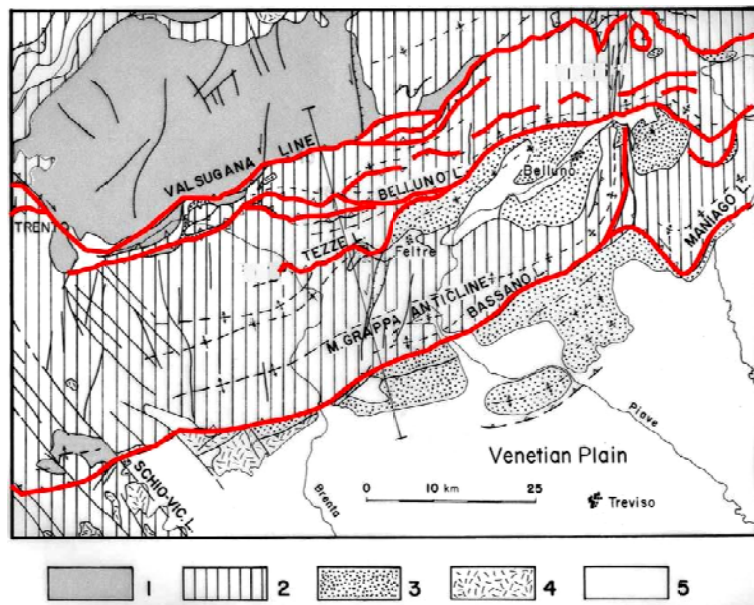 VALSUGANA LINE
TRENTO
BELLUNO L.
Belluno
MANIAGO L.
TEZZE L.
Feltre
M. GRAPPA ANTICLINE
BASSANO L.
Piave
Venetian Plain
SCHIO-VIC. L.
Brenta
0 10 km 25
Treviso
1 2 3 4 5